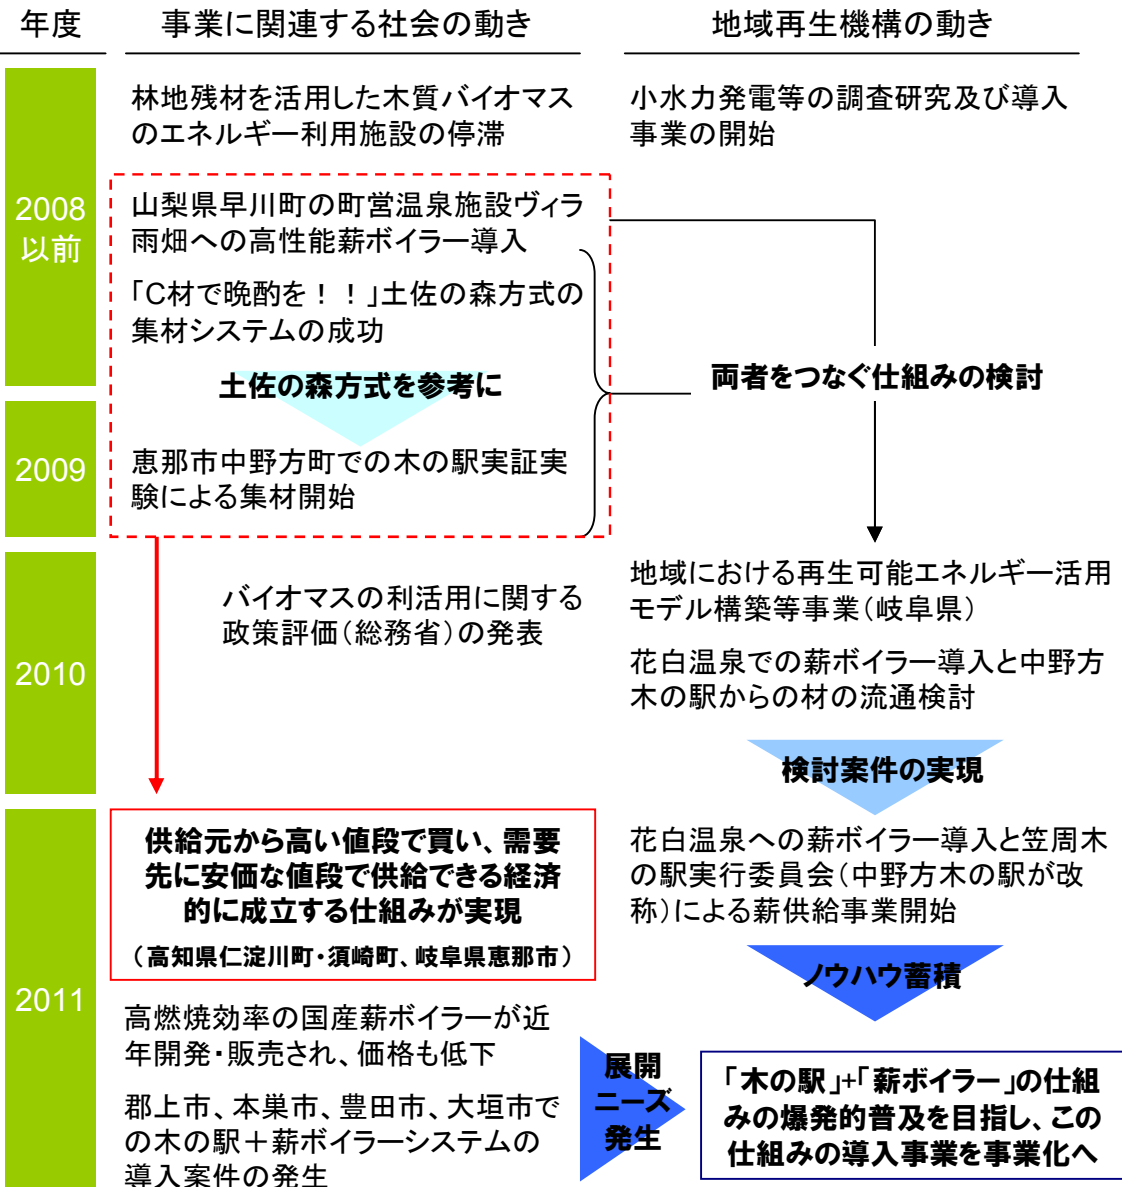 年度
事業に関連する社会の動き
地域再生機構の動き
2008
以前
林地残材を活用した木質バイオマス
のエネルギー利用施設の停滞
小水力発電等の調査研究及び導入
事業の開始
山梨県早川町の町営温泉施設ヴィラ
雨畑への高性能薪ボイラー導入
「C材で晩酌を！！」土佐の森方式の
集材システムの成功
土佐の森方式を参考に
両者をつなぐ仕組みの検討
2009
恵那市中野方町での木の駅実証実
験による集材開始
2010
バイオマスの利活用に関する
政策評価（総務省）の発表
地域における再生可能エネルギー活用
モデル構築等事業（岐阜県）
花白温泉での薪ボイラー導入と中野方
木の駅からの材の流通検討
検討案件の実現
2011
供給元から高い値段で買い、需要
先に安価な値段で供給できる経済
的に成立する仕組みが実現
（高知県仁淀川町・須崎町、岐阜県恵那市）
花白温泉への薪ボイラー導入と笠周木
の駅実行委員会（中野方木の駅が改
称）による薪供給事業開始
ノウハウ蓄積
高燃焼効率の国産薪ボイラーが近
年開発・販売され、価格も低下
郡上市、本巣市、豊田市、大垣市で
の木の駅＋薪ボイラーシステムの
導入案件の発生
展開
ニーズ
発生
「木の駅」+「薪ボイラー」の仕組
みの爆発的普及を目指し、この
仕組みの導入事業を事業化へ